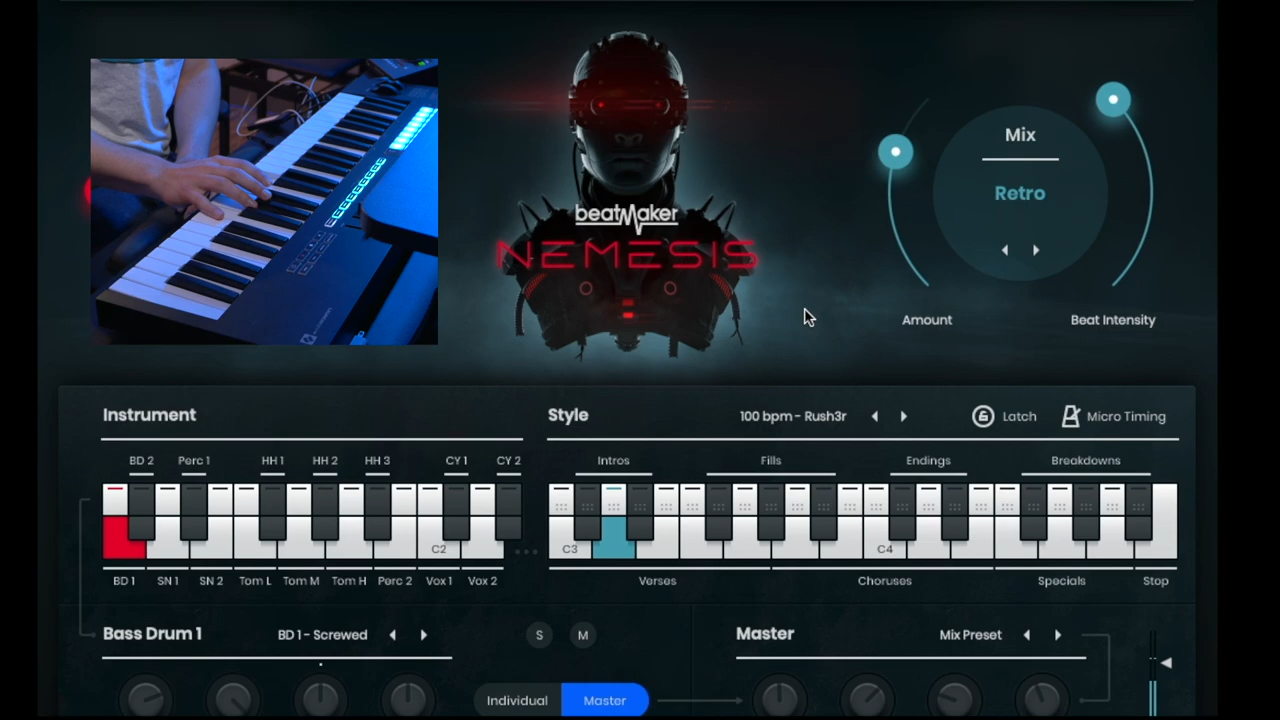 beatMaker
NEMESIS
Mix
Retro
Amount
Beat Intensity
Instrument
Style
100 bpm - Rush3r
Latch
Micro Timing
BD 2
Perc 1
HH 1
HH 2
HH 3
CY 1
CY 2
Intros
Fills
Endings
Breakdowns
C2
C3
C4
BD 1
SN 1
SN 2
Tom L
Tom M
Tom H
Perc 2
Vox 1
Vox 2
Verses
Choruses
Specials
Stop
Bass Drum 1
BD 1 - Screwed
S
M
Master
Mix Preset
Individual
Master